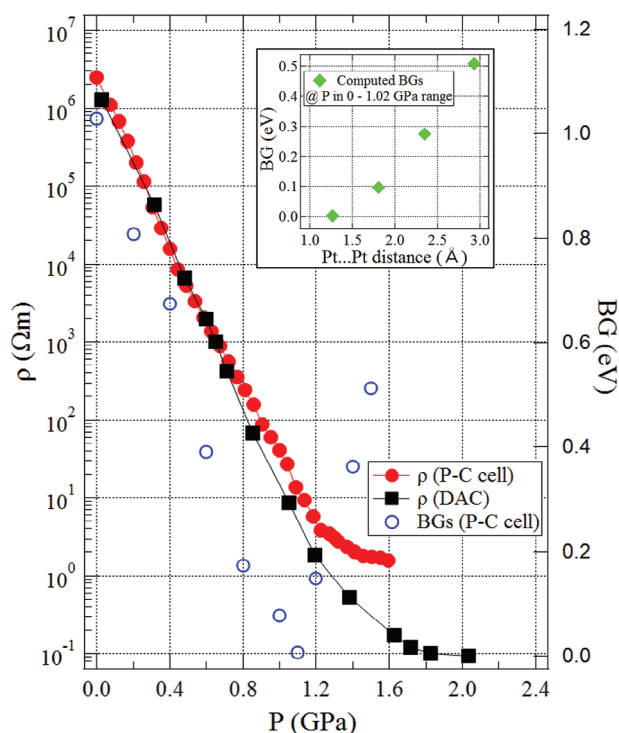 10⁷
10⁶
10⁵
10⁴
10³
10²
10¹
10⁰
10⁻¹
ρ (Ωm)
0.0 0.4 0.8 1.2 1.6 2.0 2.4
P (GPa)
1.2
1.0
0.8
0.6
0.4
0.2
0.0
BG (eV)
0.5
0.4
0.3
0.2
0.1
0.0
BG (eV)
Computed BGs
@ P in 0 - 1.02 GPa range
1.0 1.5 2.0 2.5 3.0
Pt...Pt distance (Å)
ρ (P-C cell)
ρ (DAC)
BGs (P-C cell)